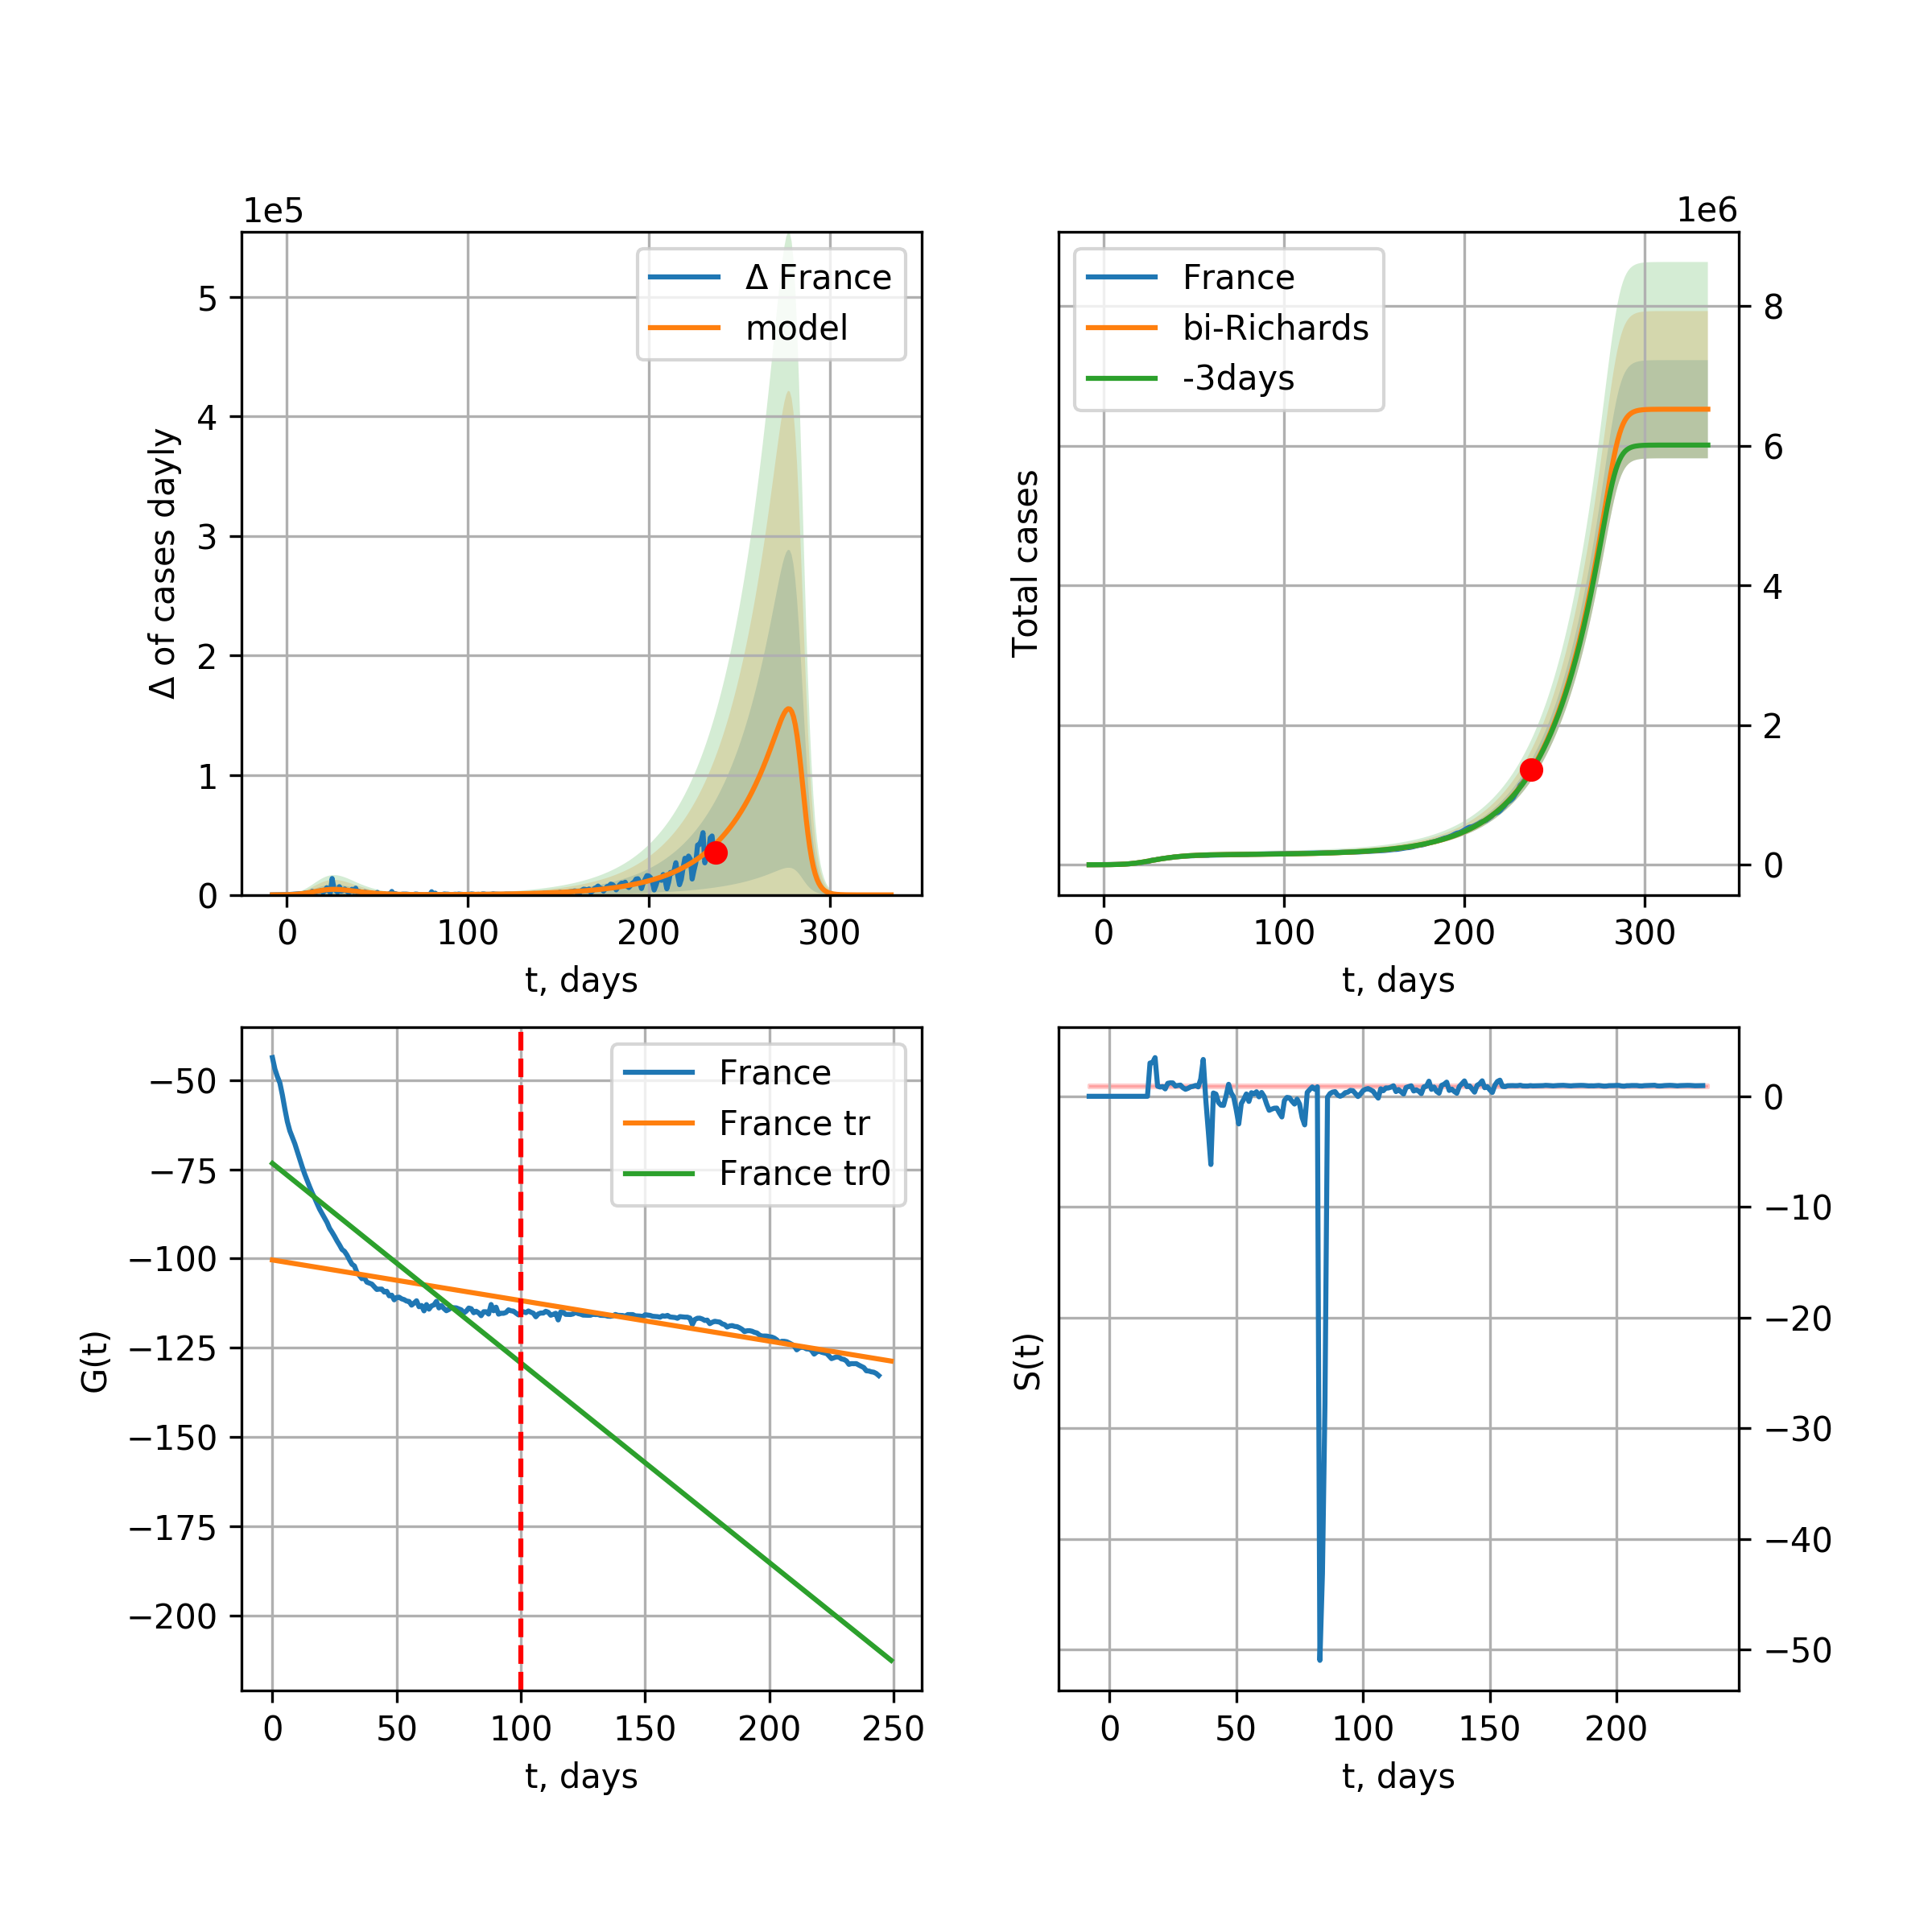 1e5
Δ of cases dayly
5
4
3
2
1
0
0 100 200 300
t, days
Δ France
model
1e6
Total cases
8
6
4
2
0
0 100 200 300
t, days
France
bi-Richards
-3days
G(t)
−50
−75
−100
−125
−150
−175
−200
0 50 100 150 200 250
t, days
France
France tr
France tr0
S(t)
0
−10
−20
−30
−40
−50
0 50 100 150 200
t, days